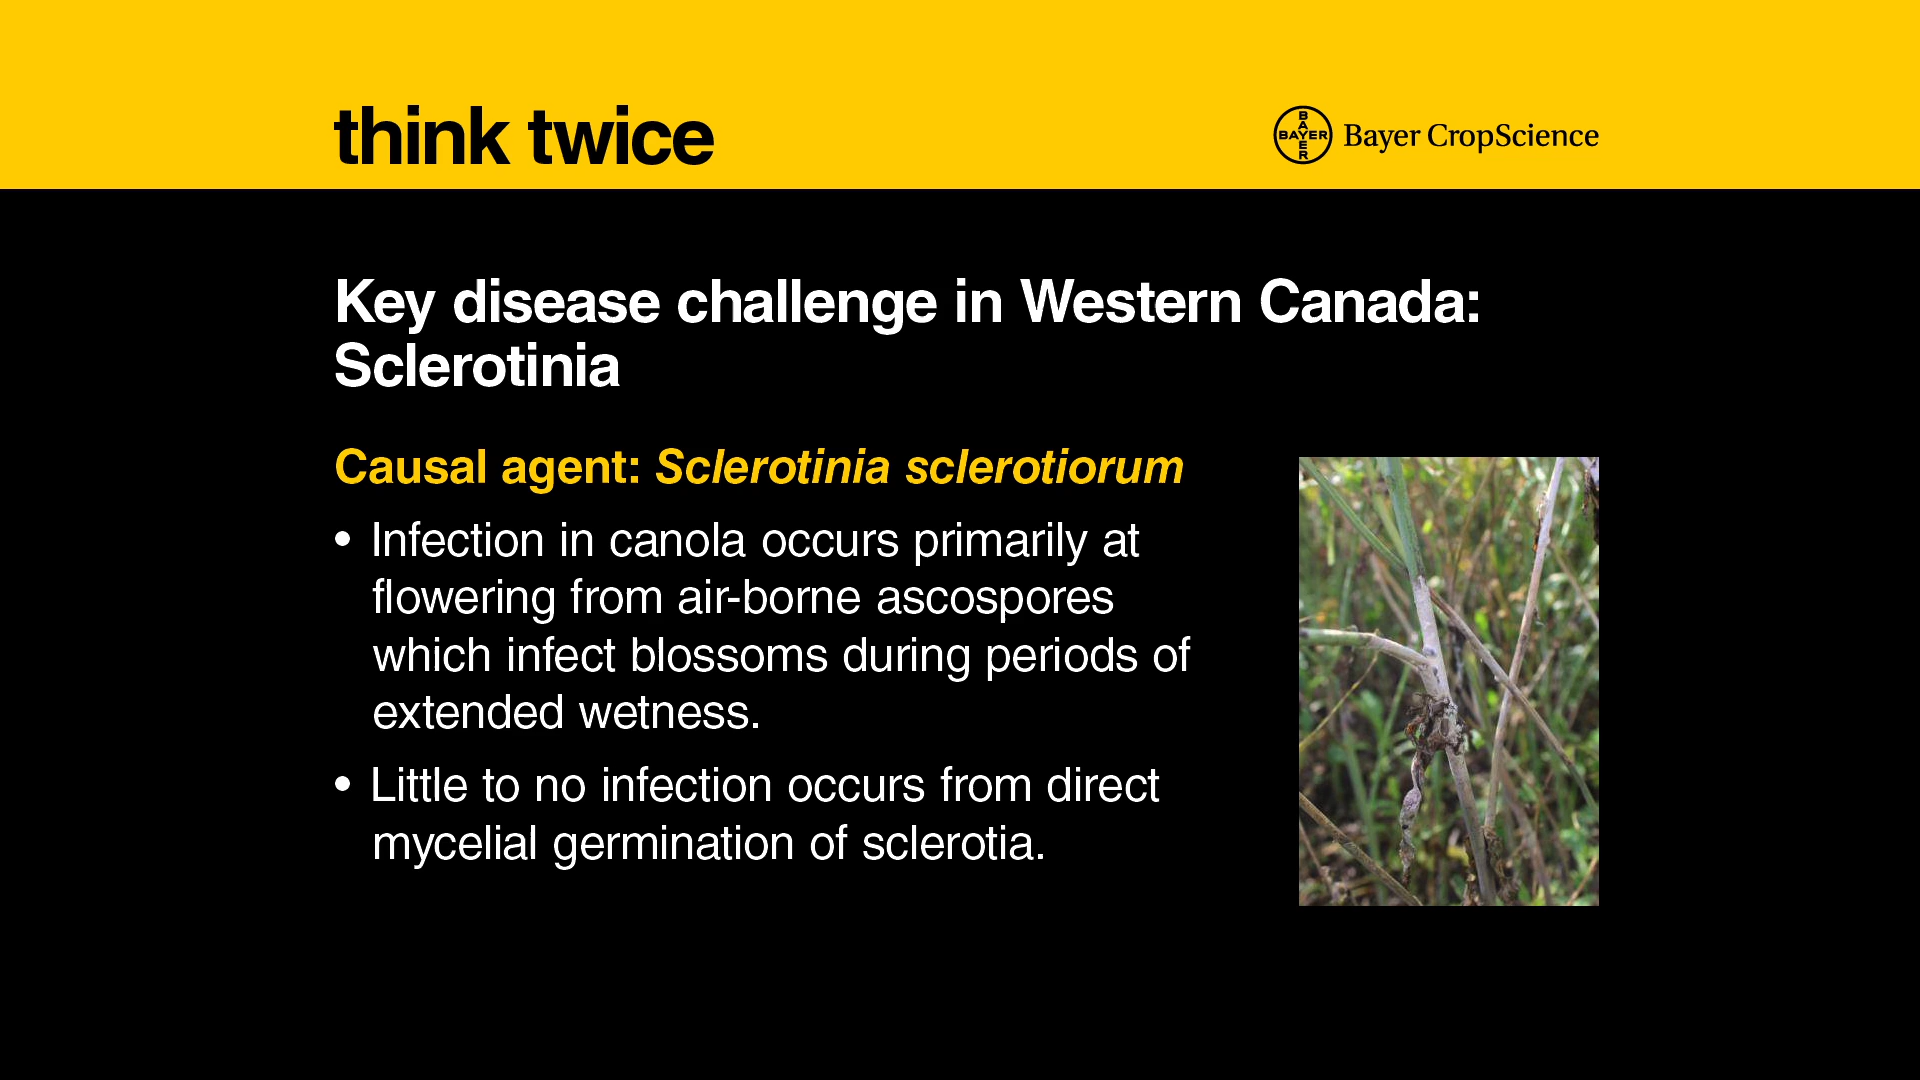 think twice
BAYER
BAYER
Bayer CropScience
Key disease challenge in Western Canada:
Sclerotinia
Causal agent: Sclerotinia sclerotiorum
• Infection in canola occurs primarily at
flowering from air-borne ascospores
which infect blossoms during periods of
extended wetness.
• Little to no infection occurs from direct
mycelial germination of sclerotia.